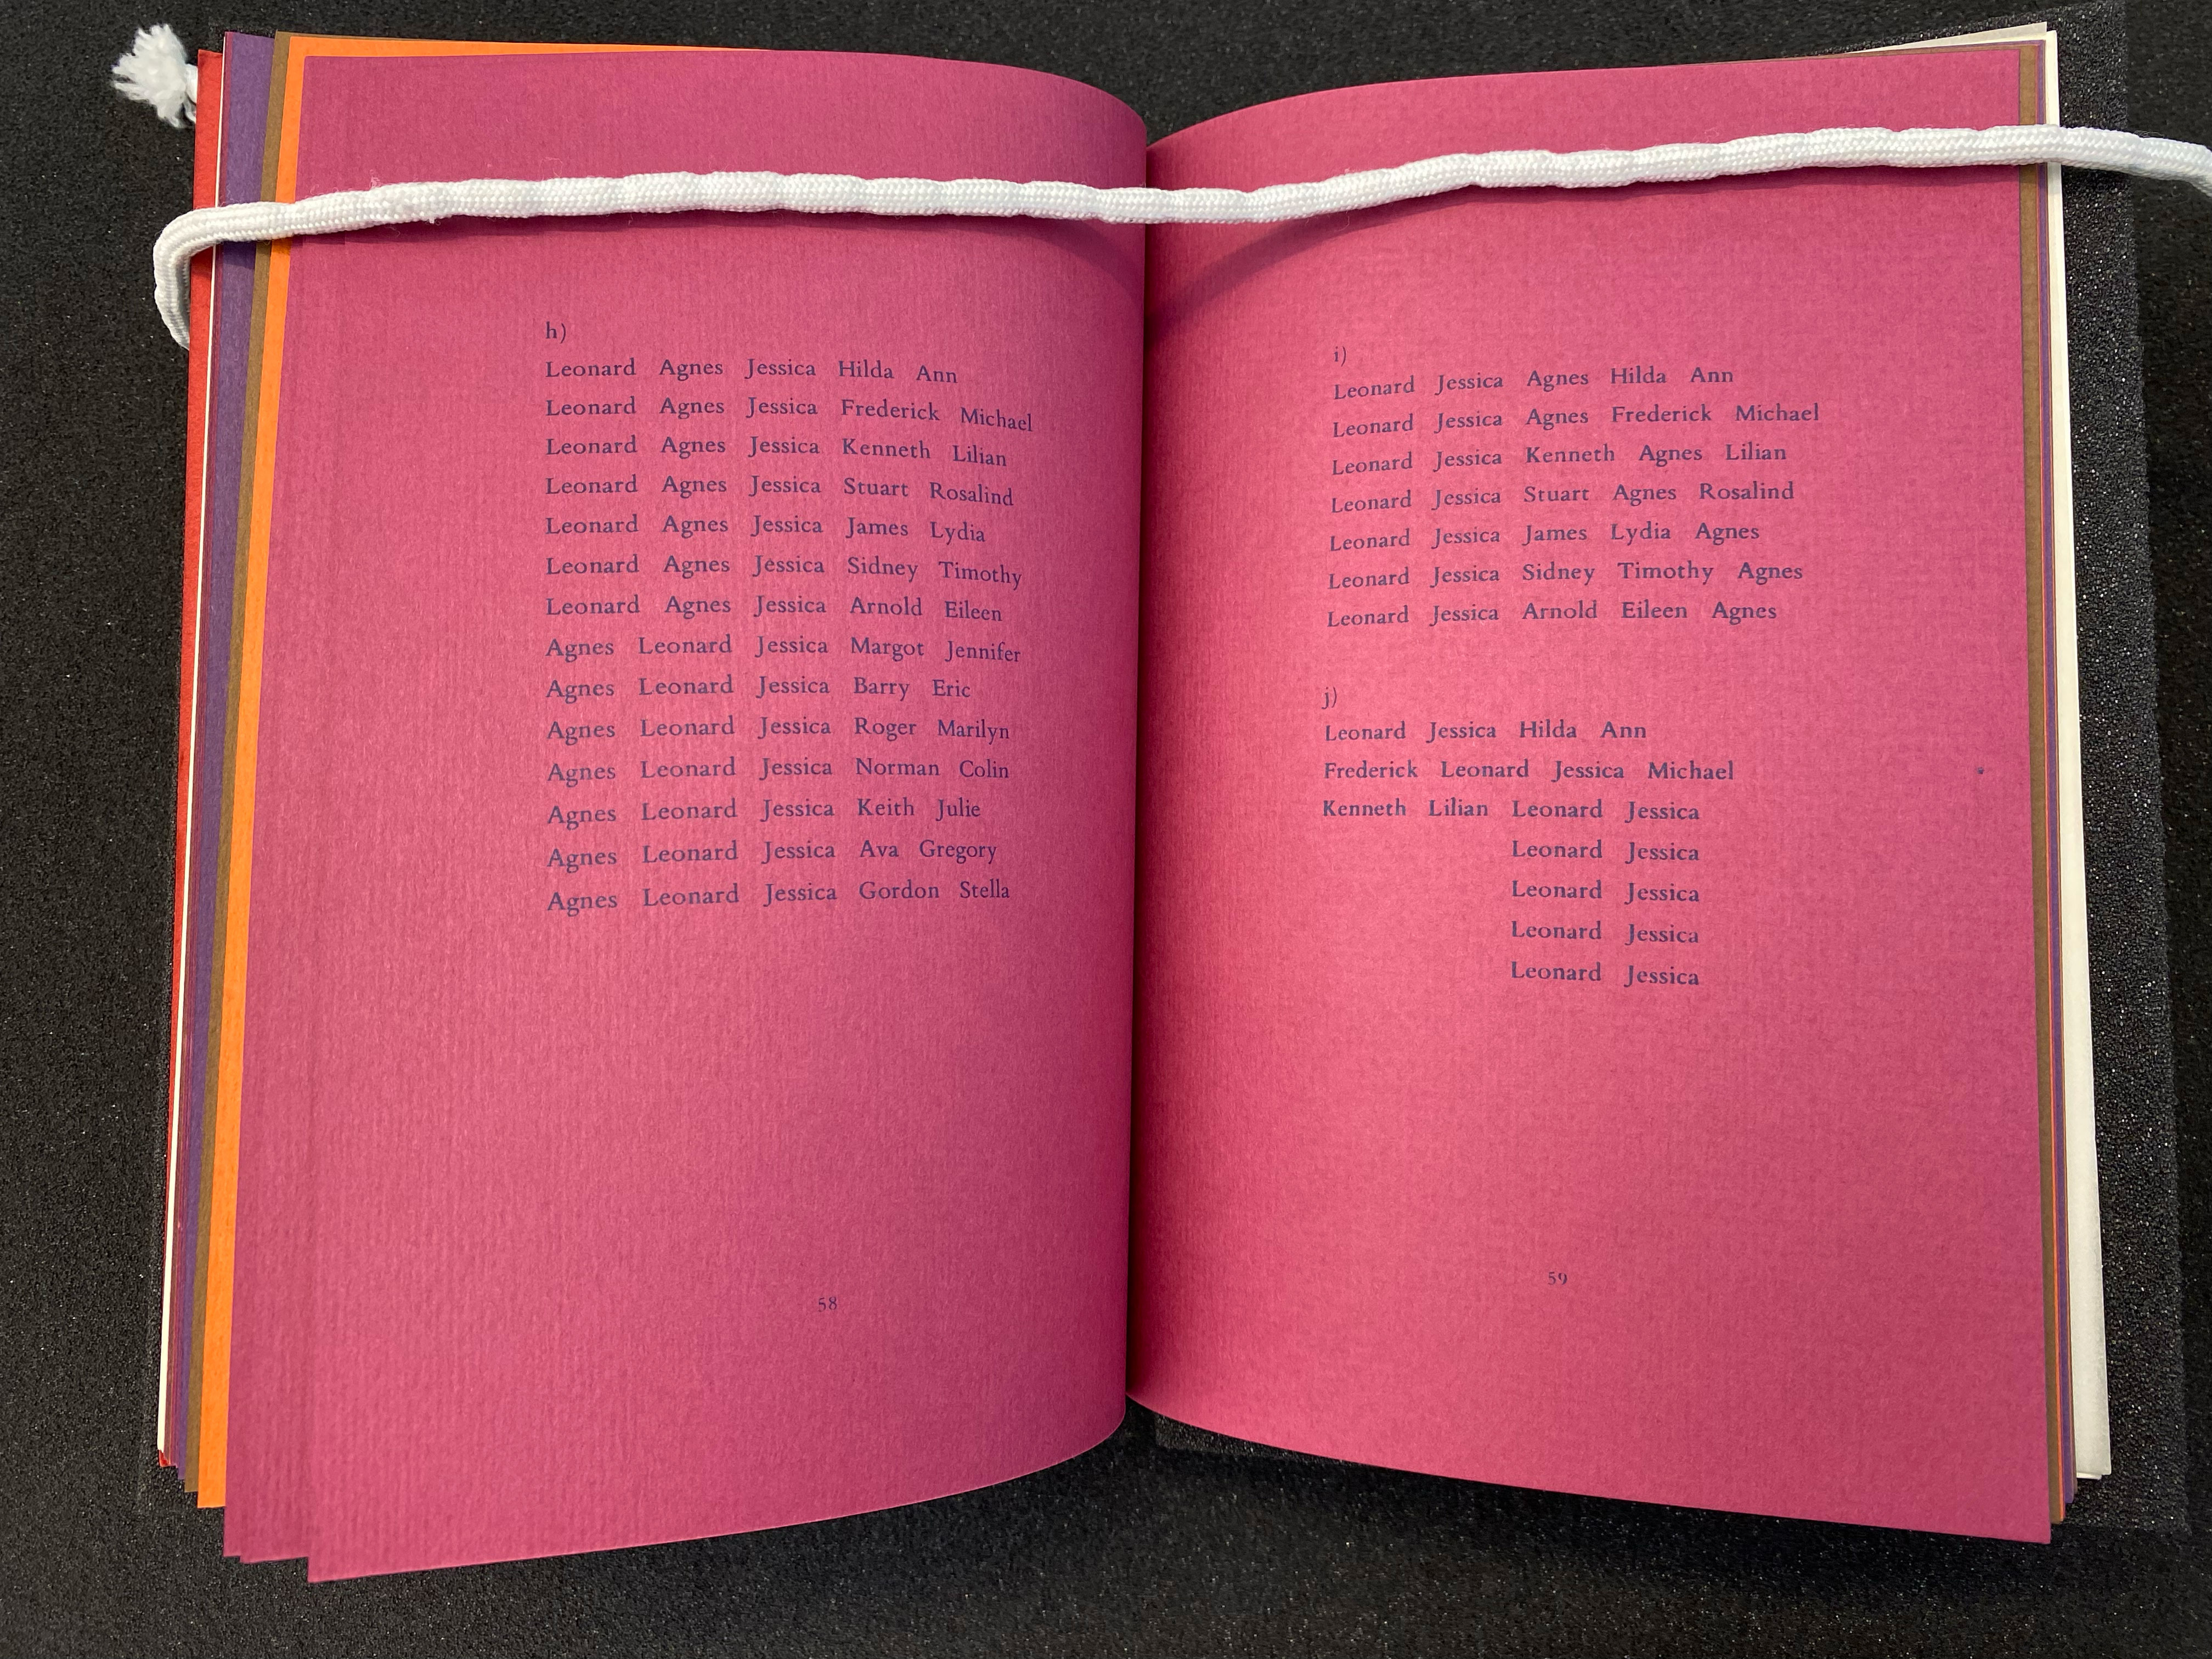 h)
Leonard Agnes Jessica Hilda Ann
Leonard Agnes Jessica Frederick Michael
Leonard Agnes Jessica Kenneth Lilian
Leonard Agnes Jessica Stuart Rosalind
Leonard Agnes Jessica James Lydia
Leonard Agnes Jessica Sidney Timothy
Leonard Agnes Jessica Arnold Eileen
Agnes Leonard Jessica Margot Jennifer
Agnes Leonard Jessica Barry Eric
Agnes Leonard Jessica Roger Marilyn
Agnes Leonard Jessica Norman Colin
Agnes Leonard Jessica Keith Julie
Agnes Leonard Jessica Ava Gregory
Agnes Leonard Jessica Gordon Stella
58
i)
Leonard Jessica Agnes Hilda Ann
Leonard Jessica Agnes Frederick Michael
Leonard Jessica Kenneth Agnes Lilian
Leonard Jessica Stuart Agnes Rosalind
Leonard Jessica James Lydia Agnes
Leonard Jessica Sidney Timothy Agnes
Leonard Jessica Arnold Eileen Agnes
j)
Leonard Jessica Hilda Ann
Frederick Leonard Jessica Michael
Kenneth Lilian Leonard Jessica
Leonard Jessica
Leonard Jessica
Leonard Jessica
Leonard Jessica
59